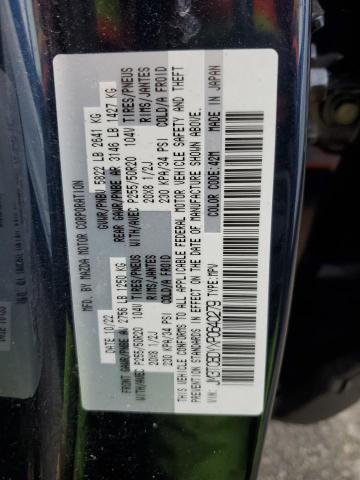 MFD. BY MAZDA MOTOR CORPORATION
GVWR/PNBV 5822 LB 2641 KG
DATE 10/22
FRONT GAWR/PNBE AV 2756 LB 1250 KG
REAR GAWR/PNBE AR 3146 LB 1427 KG
WITH/AVEC P255/50R20 104V TIRES/PNEUS
WITH/AVEC P255/50R20 104V TIRES/PNEUS
20X8 1/2J RIMS/JANTES
20X8 1/2J RIMS/JANTES
230 KPA/34 PSI COLD/A FROID
230 KPA/34 PSI COLD/A FROID
THIS VEHICLE CONFORMS TO ALL APPLICABLE FEDERAL MOTOR VEHICLE SAFETY AND THEFT
PREVENTION STANDARDS IN EFFECT ON THE DATE OF MANUFACTURE SHOWN ABOVE.
TYPE:MPV
COLOR CODE:42M
MADE IN JAPAN